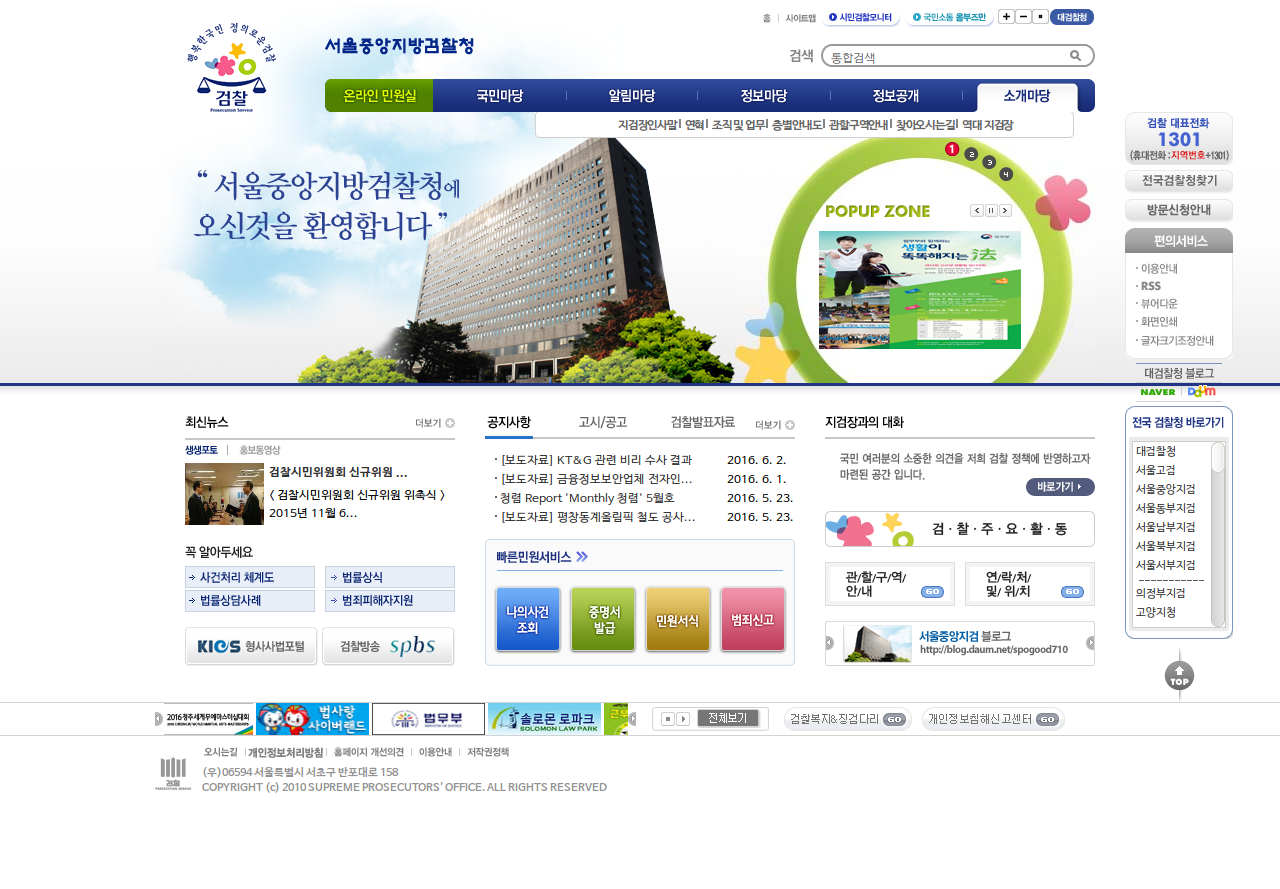 홈 사이트맵 시민검찰모니터 국민소통 옴부즈만 대검찰청
행복한국민 정의로운검찰
검찰
Prosecution Service
서울중앙지방검찰청
검색 통합검색
온라인 민원실 국민마당 알림마당 정보마당 정보공개 소개마당
지검장인사말 연혁 조직 및 업무 층별안내도 관할구역안내 찾아오시는길 역대 지검장
“ 서울중앙지방검찰청에
오신것을 환영합니다 ”
1 2 3 4
POPUP ZONE
법무부
생활이
똑똑해지는 法
검찰 대표전화
1301
(휴대전화 :지역번호+1301)
전국검찰청찾기
방문신청안내
편의서비스
이용안내
RSS
뷰어다운
화면인쇄
글자크기조정안내
대검찰청 블로그
NAVER Daum
전국 검찰청 바로가기
대검찰청
서울고검
서울중앙지검
서울동부지검
서울남부지검
서울북부지검
서울서부지검
------------
의정부지검
고양지청
TOP
최신뉴스 더보기
생생포토 홍보동영상
검찰시민위원회 신규위원 ...
< 검찰시민위원회 신규위원 위촉식 >
2015년 11월 6...
꼭 알아두세요
사건처리 체계도 법률상식
법률상담사례 범죄피해자지원
KICS 형사사법포털 검찰방송 spbs
공지사항 고시/공고 검찰발표자료 더보기
[보도자료] KT&G 관련 비리 수사 결과 2016. 6. 2.
[보도자료] 금융정보보안업체 전자인... 2016. 6. 1.
청렴 Report 'Monthly 청렴' 5월호 2016. 5. 23.
[보도자료] 평창동계올림픽 철도 공사... 2016. 5. 23.
빠른민원서비스
나의사건
조회
증명서
발급
민원서식
범죄신고
지검장과의 대화
국민 여러분의 소중한 의견을 저희 검찰 정책에 반영하고자
마련된 공간 입니다.
바로가기
검·찰·주·요·활·동
관/할/구/역/
안/내 GO
연/락/처/
및/ 위/치 GO
서울중앙지검 블로그
http://blog.daum.net/spogood710
2016청주세계무예마스터십대회
법사랑
사이버랜드
법무부
MINISTRY OF JUSTICE
솔로몬 로파크
SOLOMON LAW PARK
전체보기
검찰복지&징검다리 GO
개인정보침해신고센터 GO
오시는길 개인정보처리방침 홈페이지 개선의견 이용안내 저작권정책
검찰
PROSECUTION SERVICE
(우)06594 서울특별시 서초구 반포대로 158
COPYRIGHT (c) 2010 SUPREME PROSECUTORS' OFFICE. ALL RIGHTS RESERVED